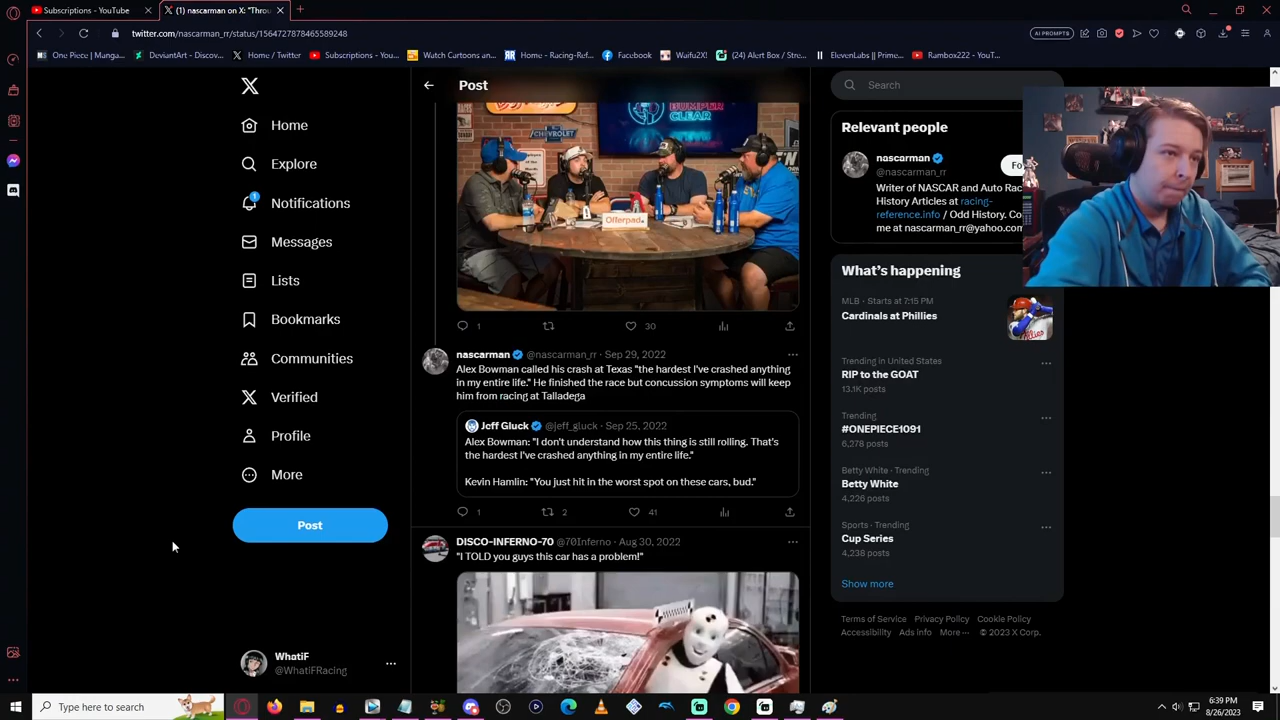 Subscriptions - YouTube
(1) nascarman on X: "Throu
twitter.com/nascarman_rr/status/1564727878465589248
AI PROMPTS
One Piece | Manga...
DeviantArt - Discov...
Home / Twitter
Subscriptions - You...
Watch Cartoons an...
Home - Racing-Ref...
Facebook
Waifu2X!
(24) Alert Box / Stre...
ElevenLabs || Prime...
Rambox222 - YouT...
Home
Explore
1
Notifications
Messages
Lists
Bookmarks
Communities
Verified
Profile
More
Post
WhatiF
@WhatiFRacing
Post
BUMPER
CLEAR
CHEVROLET
Offerpad.
1
30
nascarman @nascarman_rr · Sep 29, 2022
Alex Bowman called his crash at Texas "the hardest I've crashed anything
in my entire life." He finished the race but concussion symptoms will keep
him from racing at Talladega
Jeff Gluck @jeff_gluck · Sep 25, 2022
Alex Bowman: "I don't understand how this thing is still rolling. That's
the hardest I've crashed anything in my entire life."
Kevin Hamlin: "You just hit in the worst spot on these cars, bud."
1
2
41
DISCO-INFERNO-70 @70Inferno · Aug 30, 2022
"I TOLD you guys this car has a problem!"
Search
Relevant people
nascarman
@nascarman_rr
Fo
Writer of NASCAR and Auto Rac
History Articles at racing-
reference.info / Odd History. Co
me at nascarman_rr@yahoo.com
What's happening
MLB · Starts at 7:15 PM
Cardinals at Phillies
Trending in United States
RIP to the GOAT
13.1K posts
Trending
#ONEPIECE1091
6,278 posts
Betty White · Trending
Betty White
4,226 posts
Sports · Trending
Cup Series
4,238 posts
Show more
Terms of Service Privacy Policy Cookie Policy
Accessibility Ads info More ··· © 2023 X Corp.
Type here to search
6:39 PM
8/26/2023